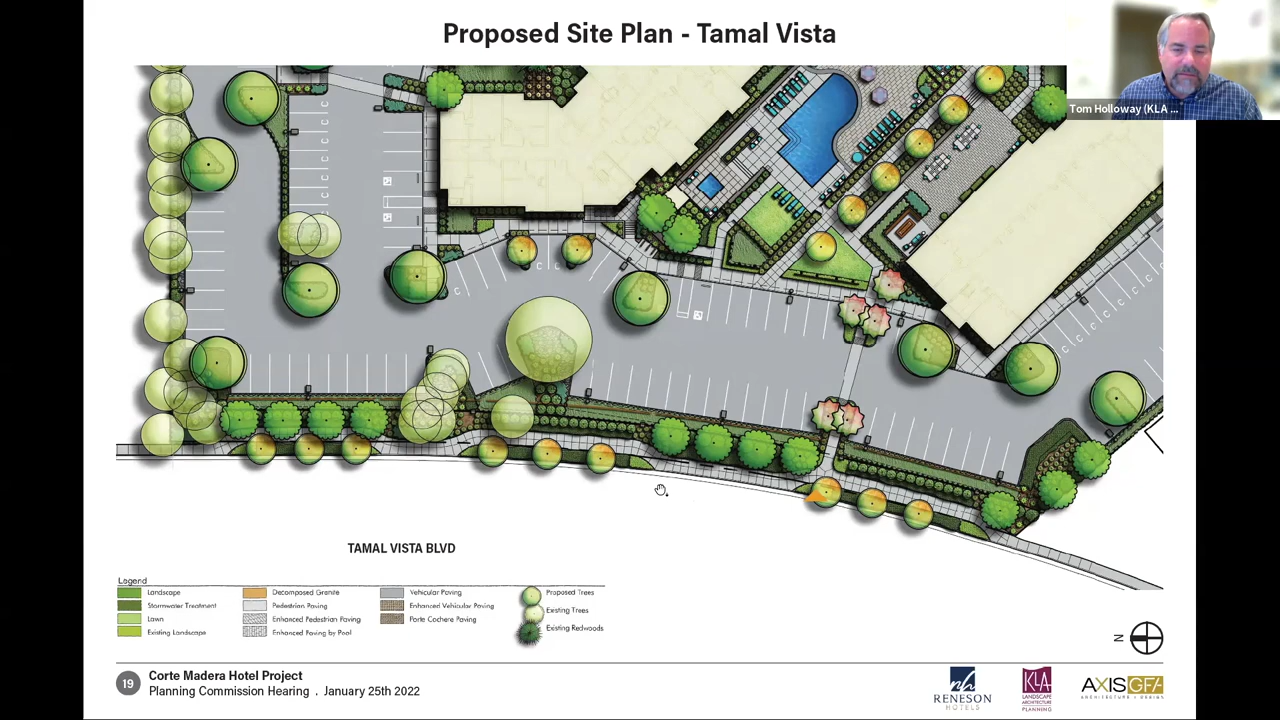 Proposed Site Plan - Tamal Vista
Tom Holloway (KLA ...
TAMAL VISTA BLVD
Legend
Landscape
Stormwater Treatment
Lawn
Existing Landscape
Decomposed Granite
Pedestrian Paving
Enhanced Pedestrian Paving
Enhanced Paving by Pool
Vehicular Paving
Enhanced Vehicular Paving
Porte Cochere Paving
Proposed Trees
Existing Trees
Existing Redwoods
N
19
Corte Madera Hotel Project
Planning Commission Hearing . January 25th 2022
rh
RENESON
HOTELS
KLA
LANDSCAPE
ARCHITECTURE
PLANNING
AXIS GFA
ARCHITECTURE + DESIGN